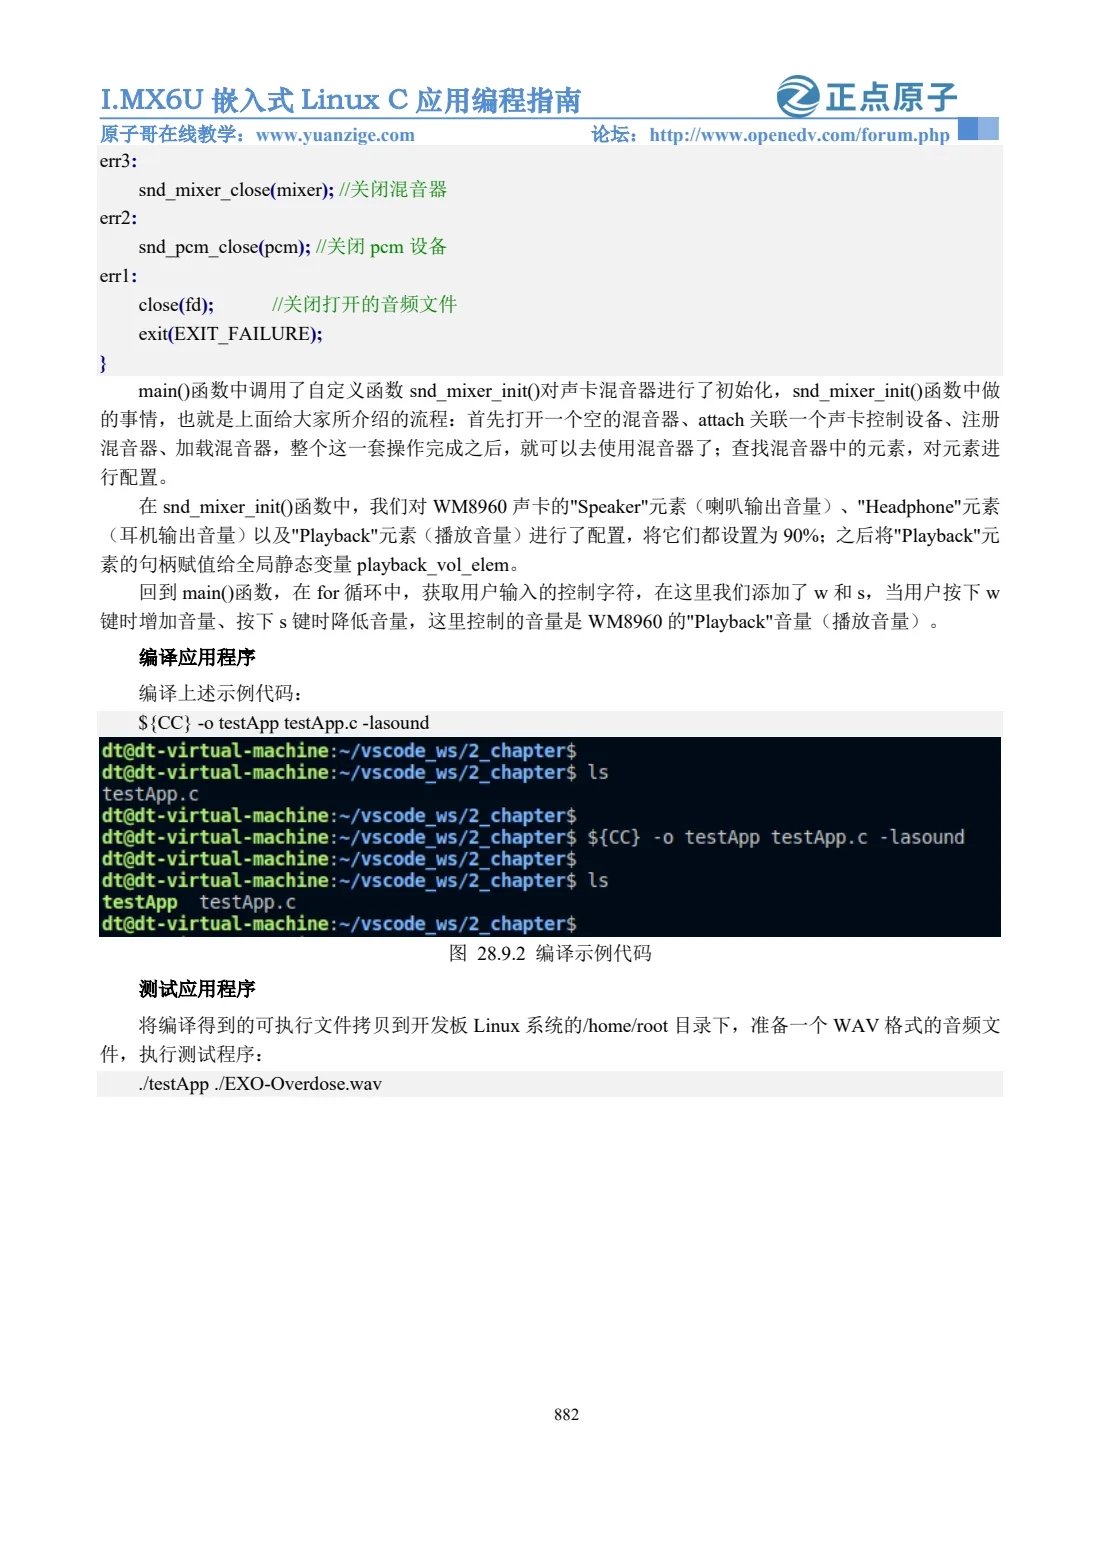 I.MX6U 嵌入式 Linux C 应用编程指南
正点原子
原子哥在线教学：www.yuanzige.com 论坛：http://www.openedv.com/forum.php
err3:
snd_mixer_close(mixer); //关闭混音器
err2:
snd_pcm_close(pcm); //关闭 pcm 设备
err1:
close(fd); //关闭打开的音频文件
exit(EXIT_FAILURE);
}
main()函数中调用了自定义函数 snd_mixer_init()对声卡混音器进行了初始化，snd_mixer_init()函数中做
的事情，也就是上面给大家所介绍的流程：首先打开一个空的混音器、attach 关联一个声卡控制设备、注册
混音器、加载混音器，整个这一套操作完成之后，就可以去使用混音器了；查找混音器中的元素，对元素进
行配置。
在 snd_mixer_init()函数中，我们对 WM8960 声卡的"Speaker"元素（喇叭输出音量）、"Headphone"元素
（耳机输出音量）以及"Playback"元素（播放音量）进行了配置，将它们都设置为 90%；之后将"Playback"元
素的句柄赋值给全局静态变量 playback_vol_elem。
回到 main()函数，在 for 循环中，获取用户输入的控制字符，在这里我们添加了 w 和 s，当用户按下 w
键时增加音量、按下 s 键时降低音量，这里控制的音量是 WM8960 的"Playback"音量（播放音量）。
编译应用程序
编译上述示例代码：
${CC} -o testApp testApp.c -lasound
dt@dt-virtual-machine:~/vscode_ws/2_chapter$
dt@dt-virtual-machine:~/vscode_ws/2_chapter$ ls
testApp.c
dt@dt-virtual-machine:~/vscode_ws/2_chapter$
dt@dt-virtual-machine:~/vscode_ws/2_chapter$ ${CC} -o testApp testApp.c -lasound
dt@dt-virtual-machine:~/vscode_ws/2_chapter$
dt@dt-virtual-machine:~/vscode_ws/2_chapter$ ls
testApp testApp.c
dt@dt-virtual-machine:~/vscode_ws/2_chapter$
图 28.9.2 编译示例代码
测试应用程序
将编译得到的可执行文件拷贝到开发板 Linux 系统的/home/root 目录下，准备一个 WAV 格式的音频文
件，执行测试程序：
./testApp ./EXO-Overdose.wav
882